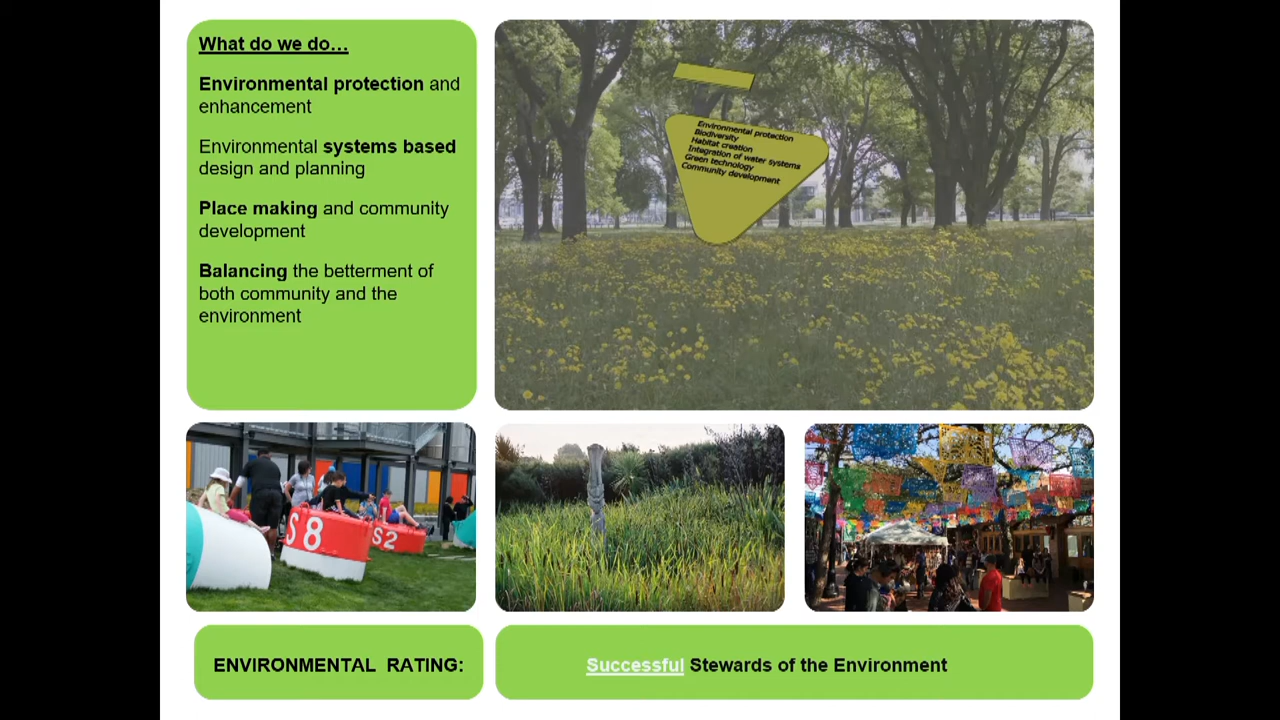 What do we do…
Environmental protection and
enhancement
Environmental systems based
design and planning
Place making and community
development
Balancing the betterment of
both community and the
environment
Environmental protection
Biodiversity
Habitat creation
Integration of water systems
Green technology
Community development
S 8
S 2
ENVIRONMENTAL RATING:
Successful Stewards of the Environment